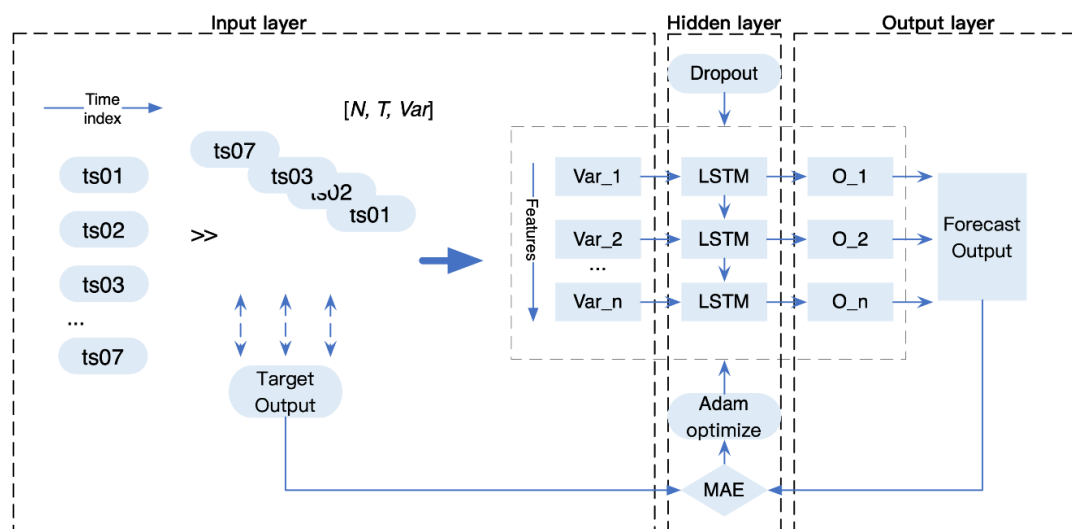 Input layer
Hidden layer
Output layer
Time
index
[N, T, Var]
ts01
ts02
ts03
...
ts07
>>
ts07
ts03
ts02
ts01
Target
Output
Features
Var_1
Var_2
...
Var_n
Dropout
LSTM
LSTM
LSTM
Adam
optimize
MAE
O_1
O_2
O_n
Forecast
Output